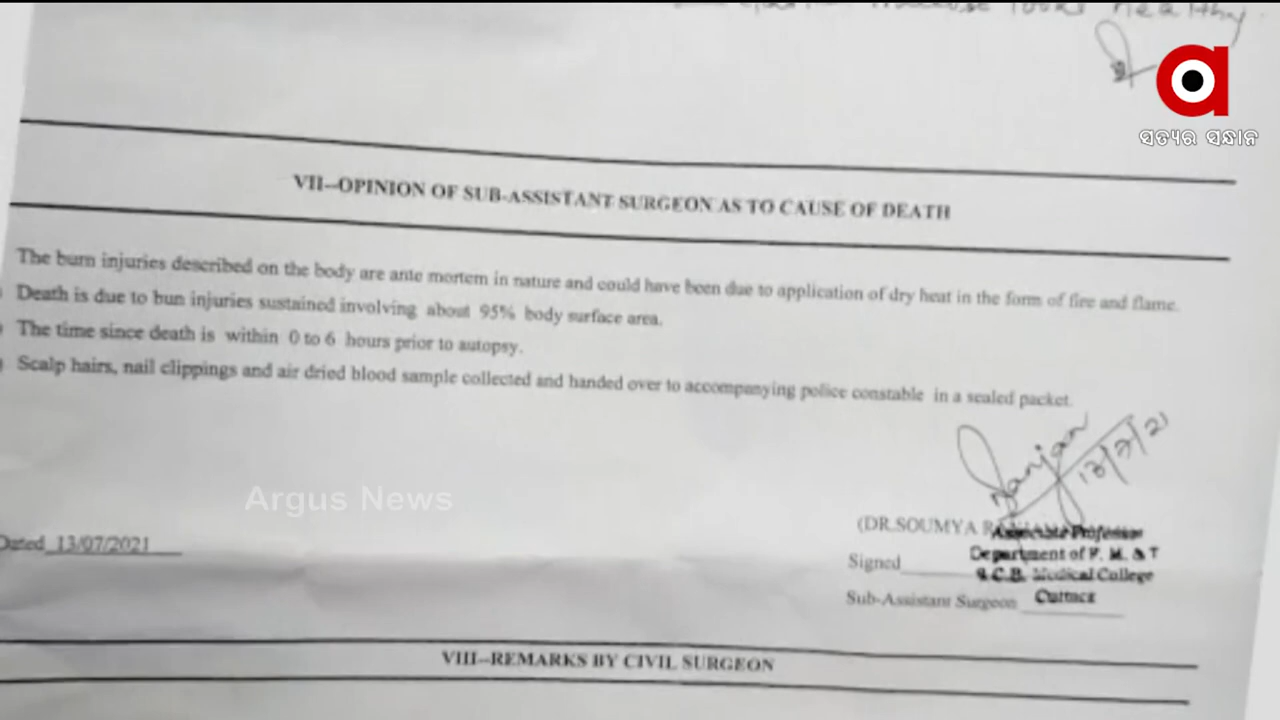 looks healthy
ସତ୍ୟର ସନ୍ଧାନ
VII--OPINION OF SUB-ASSISTANT SURGEON AS TO CAUSE OF DEATH
The burn injuries described on the body are ante mortem in nature and could have been due to application of dry heat in the form of fire and flame.
Death is due to bun injuries sustained involving about 95% body surface area.
The time since death is within 0 to 6 hours prior to autopsy.
Scalp hairs, nail clippings and air dried blood sample collected and handed over to accompanying police constable in a sealed packet.
13/7/21
Argus News
Dated 13/07/2021
(DR.SOUMYA
Associate Professor
Signed
Department of F. M. & T
S.C.B. Medical College
Sub-Assistant Surgeon
Cuttack
VIII--REMARKS BY CIVIL SURGEON